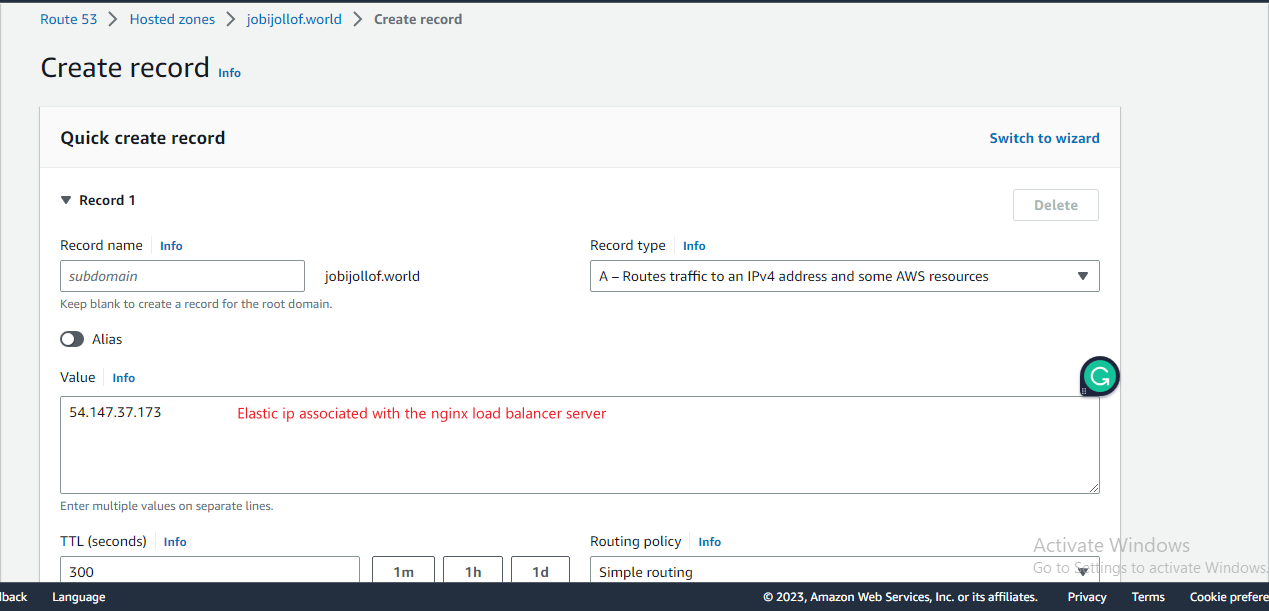 Route 53 > Hosted zones > jobijollof.world > Create record
Create record Info
Quick create record Switch to wizard
Record 1 Delete
Record name Info Record type Info
subdomain jobijollof.world A – Routes traffic to an IPv4 address and some AWS resources
Keep blank to create a record for the root domain.
Alias
Value Info
54.147.37.173 Elastic ip associated with the nginx load balancer server
Enter multiple values on separate lines.
TTL (seconds) Info Routing policy Info
Activate Windows
300 1m 1h 1d Simple routing
Go to Settings to activate Windows.
lback Language © 2023, Amazon Web Services, Inc. or its affiliates. Privacy Terms Cookie prefere